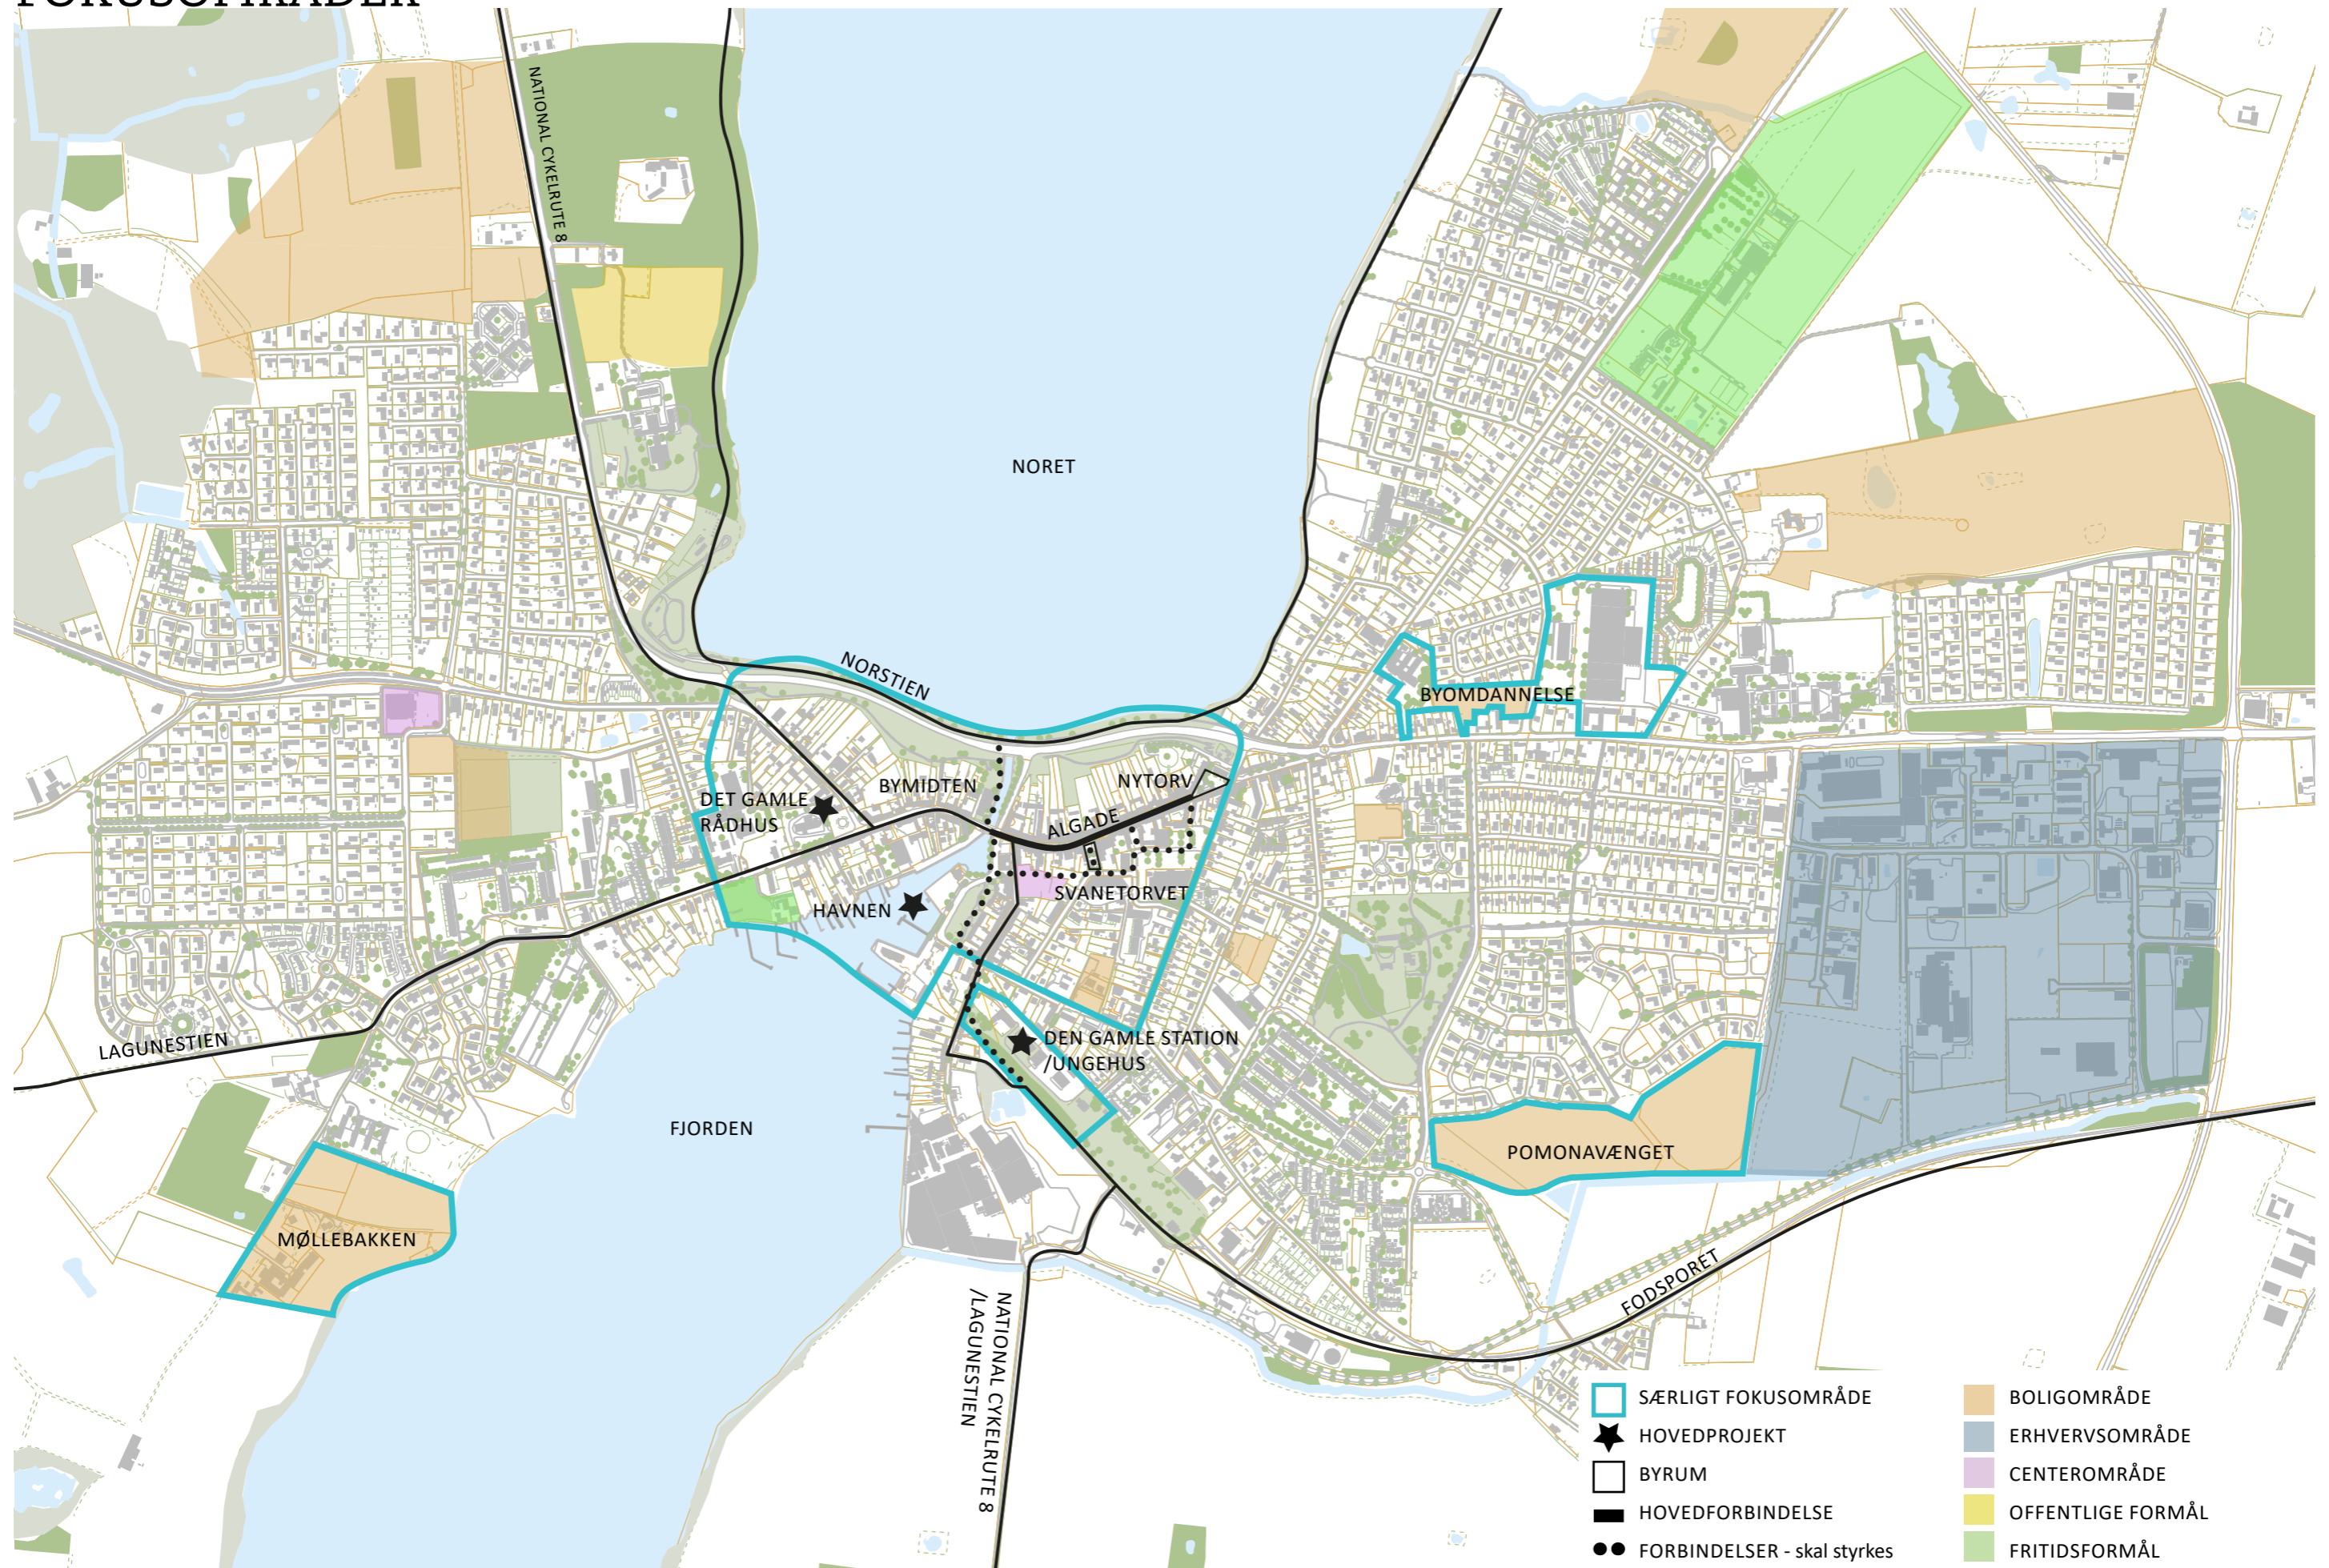 FOKUSOMRÅDER
NATIONAL CYKELRUTE 8
NORET
NORSTIEN
BYOMDANNELSE
BYMIDTEN
NYTORV
DET GAMLE
RÅDHUS
ALGADE
SVANETORVET
HAVNEN
LAGUNESTIEN
DEN GAMLE STATION
/UNGEHUS
FJORDEN
POMONAVÆNGET
MØLLEBAKKEN
FODSPORET
NATIONAL CYKELRUTE 8
/LAGUNESTIEN
SÆRLIGT FOKUSOMRÅDE
HOVEDPROJEKT
BYRUM
HOVEDFORBINDELSE
FORBINDELSER - skal styrkes
BOLIGOMRÅDE
ERHVERVSOMRÅDE
CENTEROMRÅDE
OFFENTLIGE FORMÅL
FRITIDSFORMÅL